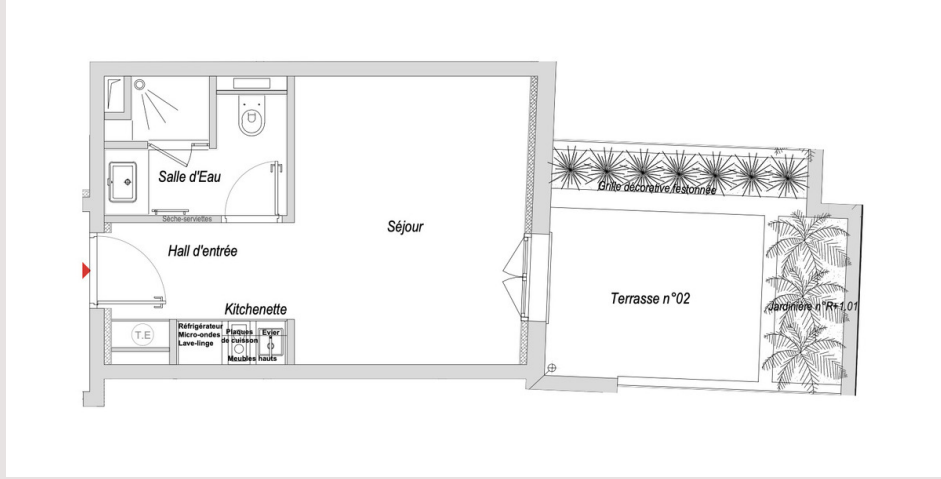 Salle d'Eau
Sèche-serviettes
Hall d'entrée
Séjour
Kitchenette
T.E
Réfrigérateur
Micro-ondes
Lave-linge
Plaques
de cuisson
Evier
Meubles hauts
Grille décorative festonnée
Terrasse n°02
Jardinière n°R+1.01